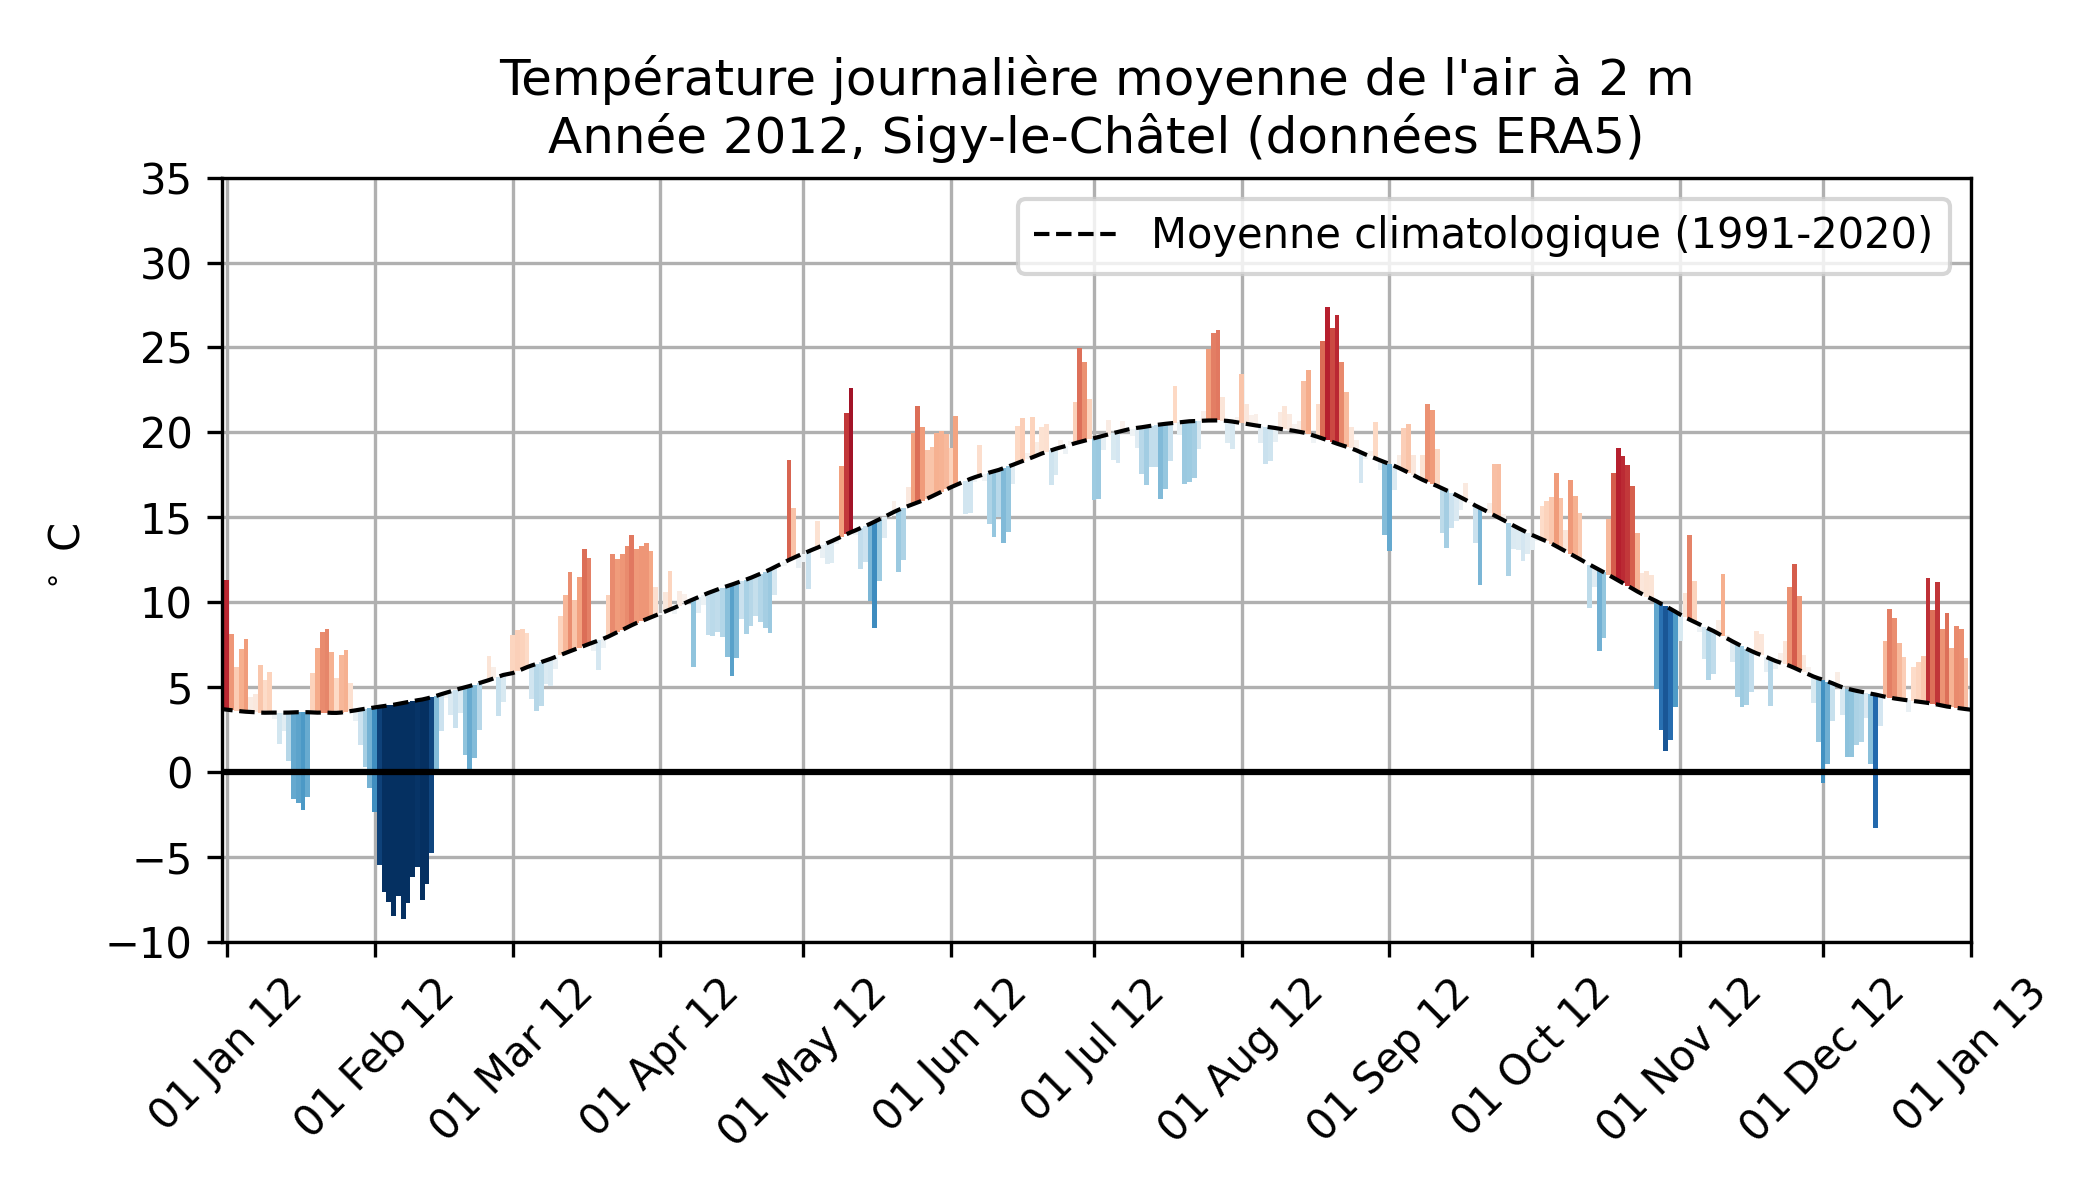 Température journalière moyenne de l'air à 2 m
Année 2012, Sigy-le-Châtel (données ERA5)
Moyenne climatologique (1991-2020)
° C
35
30
25
20
15
10
5
0
−5
−10
01 Jan 12
01 Feb 12
01 Mar 12
01 Apr 12
01 May 12
01 Jun 12
01 Jul 12
01 Aug 12
01 Sep 12
01 Oct 12
01 Nov 12
01 Dec 12
01 Jan 13